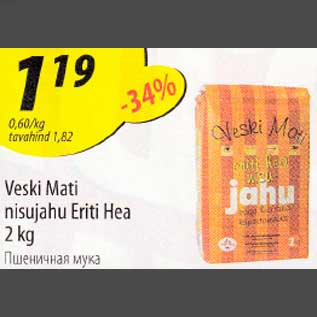 1 19
-34%
0,60/kg
tavahind 1,82
Veski Mati
nisujahu Eriti Hea
2 kg
Пшеничная мука
Veski Mati
jahu